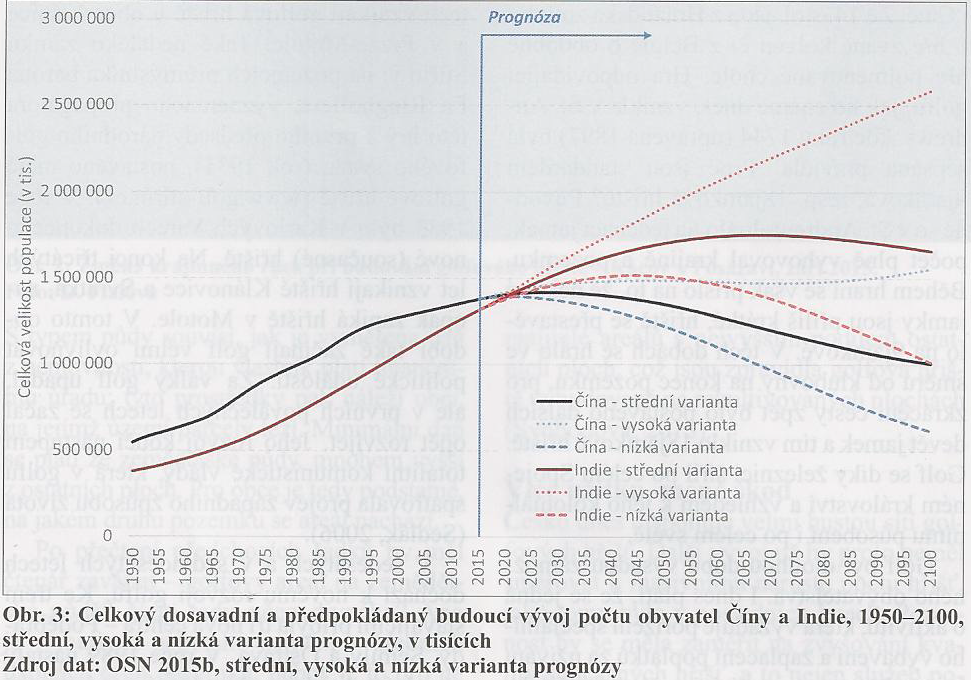 Prognóza
3 000 000
2 500 000
2 000 000
1 500 000
1 000 000
500 000
0
Celková velikost populace (v tis.)
Čína - střední varianta
Čína - vysoká varianta
Čína - nízká varianta
Indie - střední varianta
Indie - vysoká varianta
Indie - nízká varianta
1950
1955
1960
1965
1970
1975
1980
1985
1990
1995
2000
2005
2010
2015
2020
2025
2030
2035
2040
2045
2050
2055
2060
2065
2070
2075
2080
2085
2090
2095
2100
Obr. 3: Celkový dosavadní a předpokládaný budoucí vývoj počtu obyvatel Číny a Indie, 1950–2100,
střední, vysoká a nízká varianta prognózy, v tisících
Zdroj dat: OSN 2015b, střední, vysoká a nízká varianta prognózy